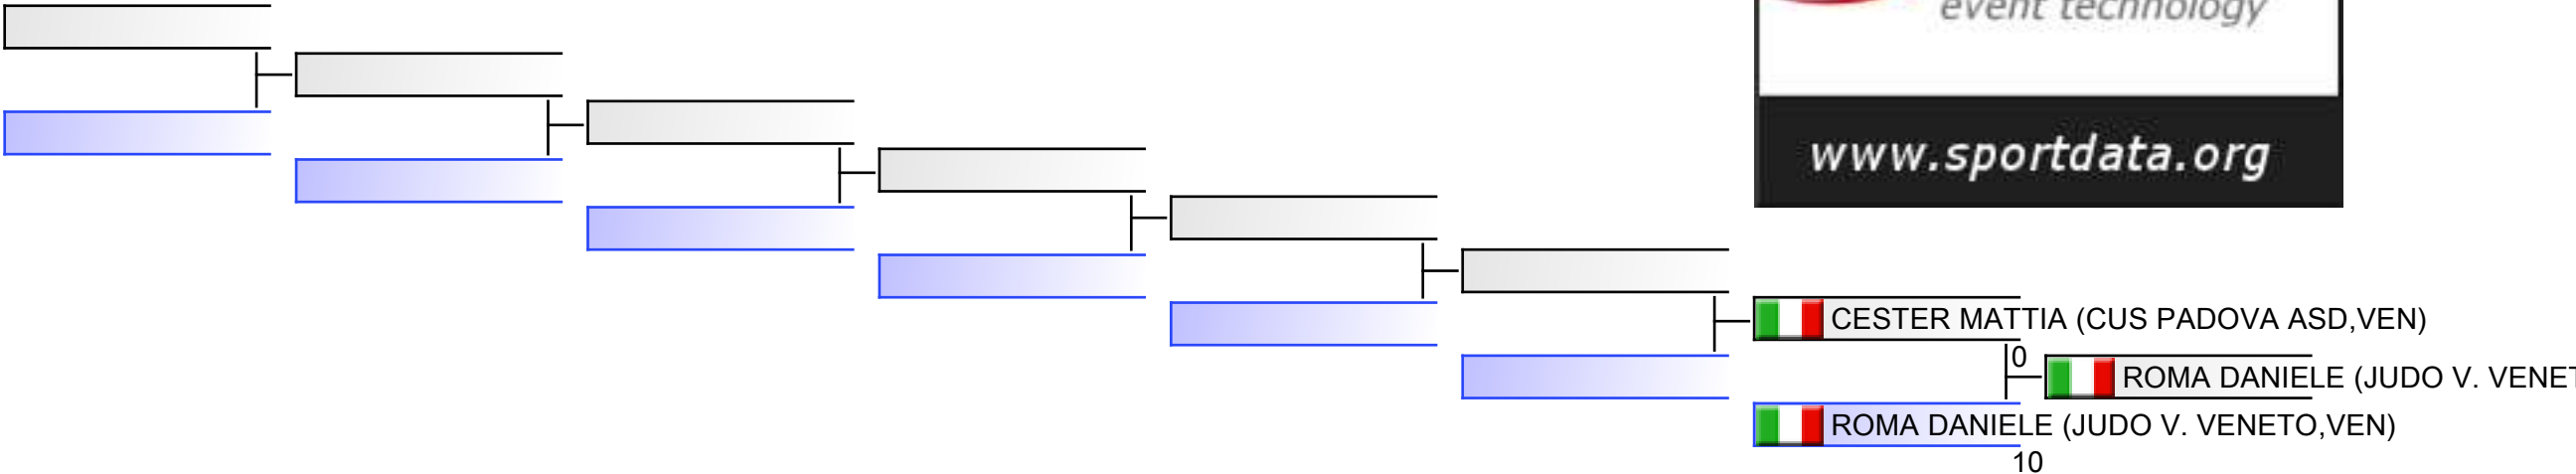 event technology
www.sportdata.org
CESTER MATTIA (CUS PADOVA ASD,VEN)
0
ROMA DANIELE (JUDO V. VENET
ROMA DANIELE (JUDO V. VENETO,VEN)
10